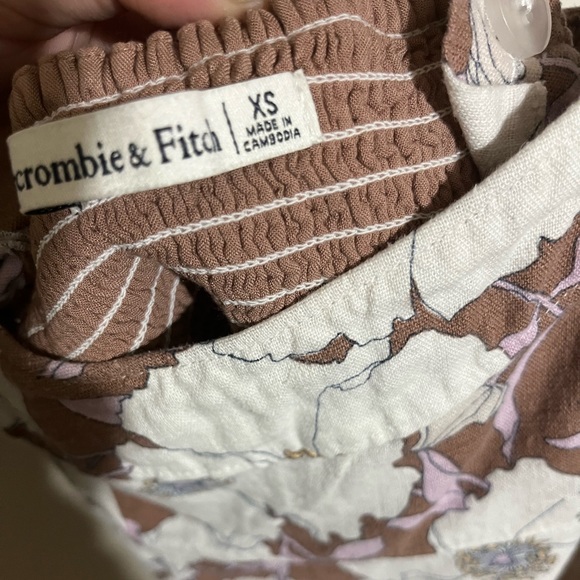 crombie & Fitch
XS
MADE IN
CAMBODIA